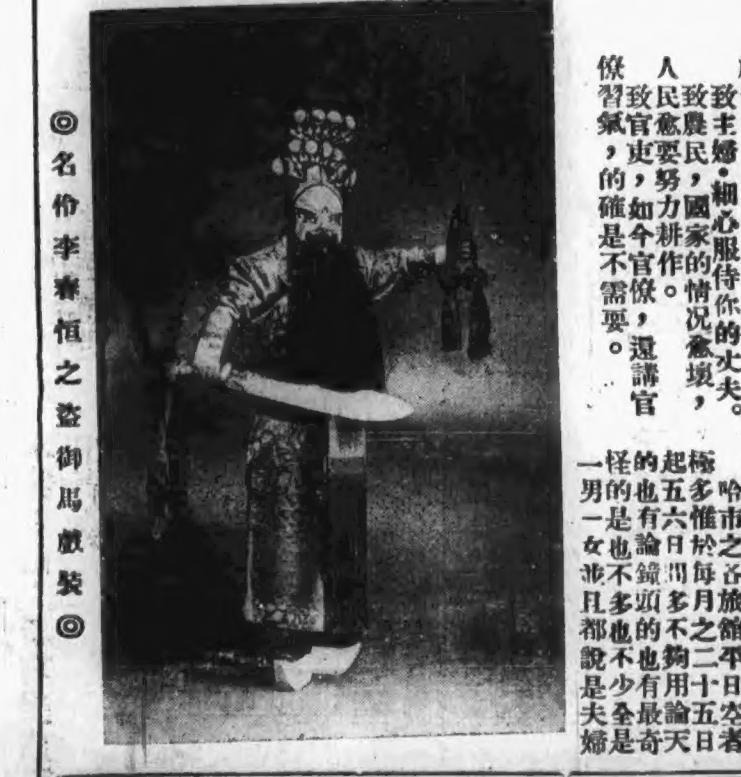 致主婦・細心服侍你的丈夫。
致農民，國家的情况愈壞，
人民愈要努力耕作。
致官吏，如今官僚，還講官
僚習氣，的確是不需要。
哈市之各旅舘平日空者
極多惟於每月之二十五日
起五六日間多不夠用論天
的也有論鐘頭的也有最奇
怪的是也不多也不少全是
一男一女並且都說是夫婦
◎名伶李春恒之盜御馬戲裝◎